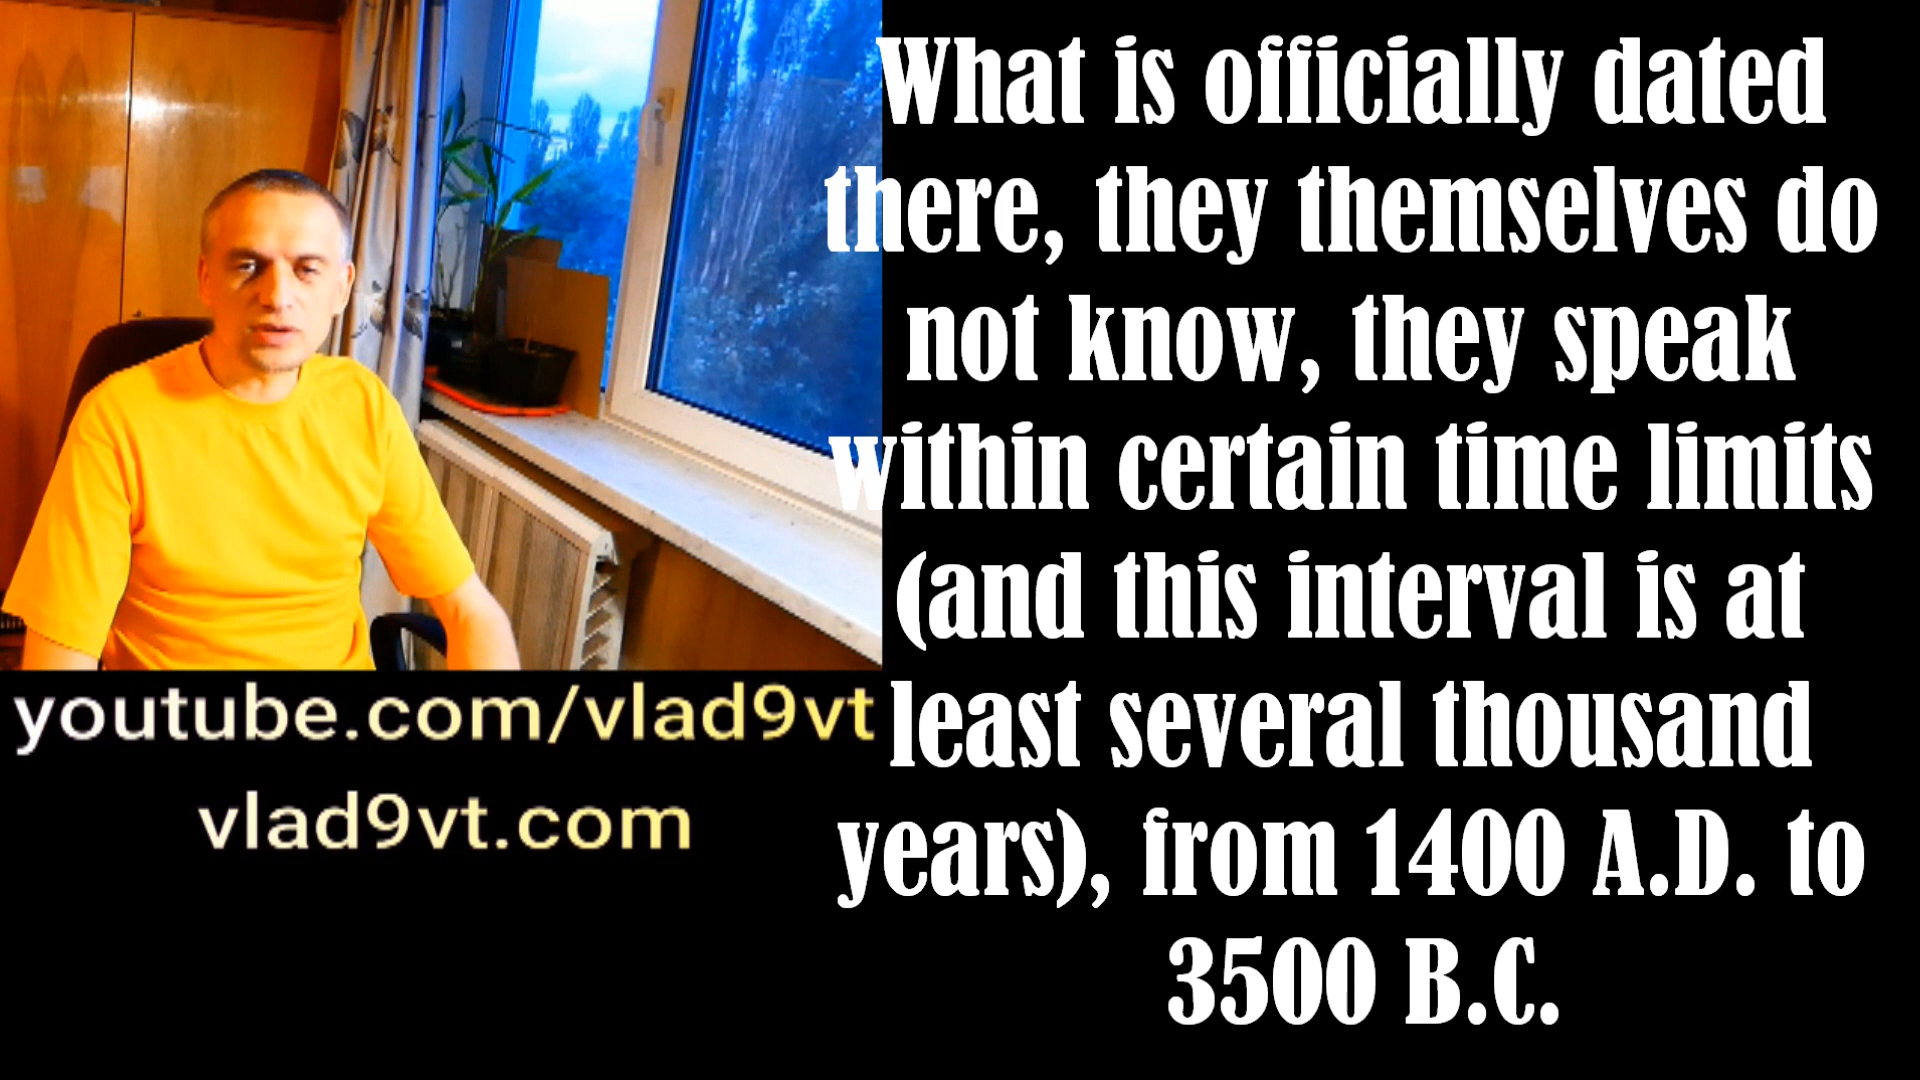 What is officially dated
there, they themselves do
not know, they speak
within certain time limits
(and this interval is at
least several thousand
years), from 1400 A.D. to
3500 B.C.
youtube.com/vlad9vt
vlad9vt.com